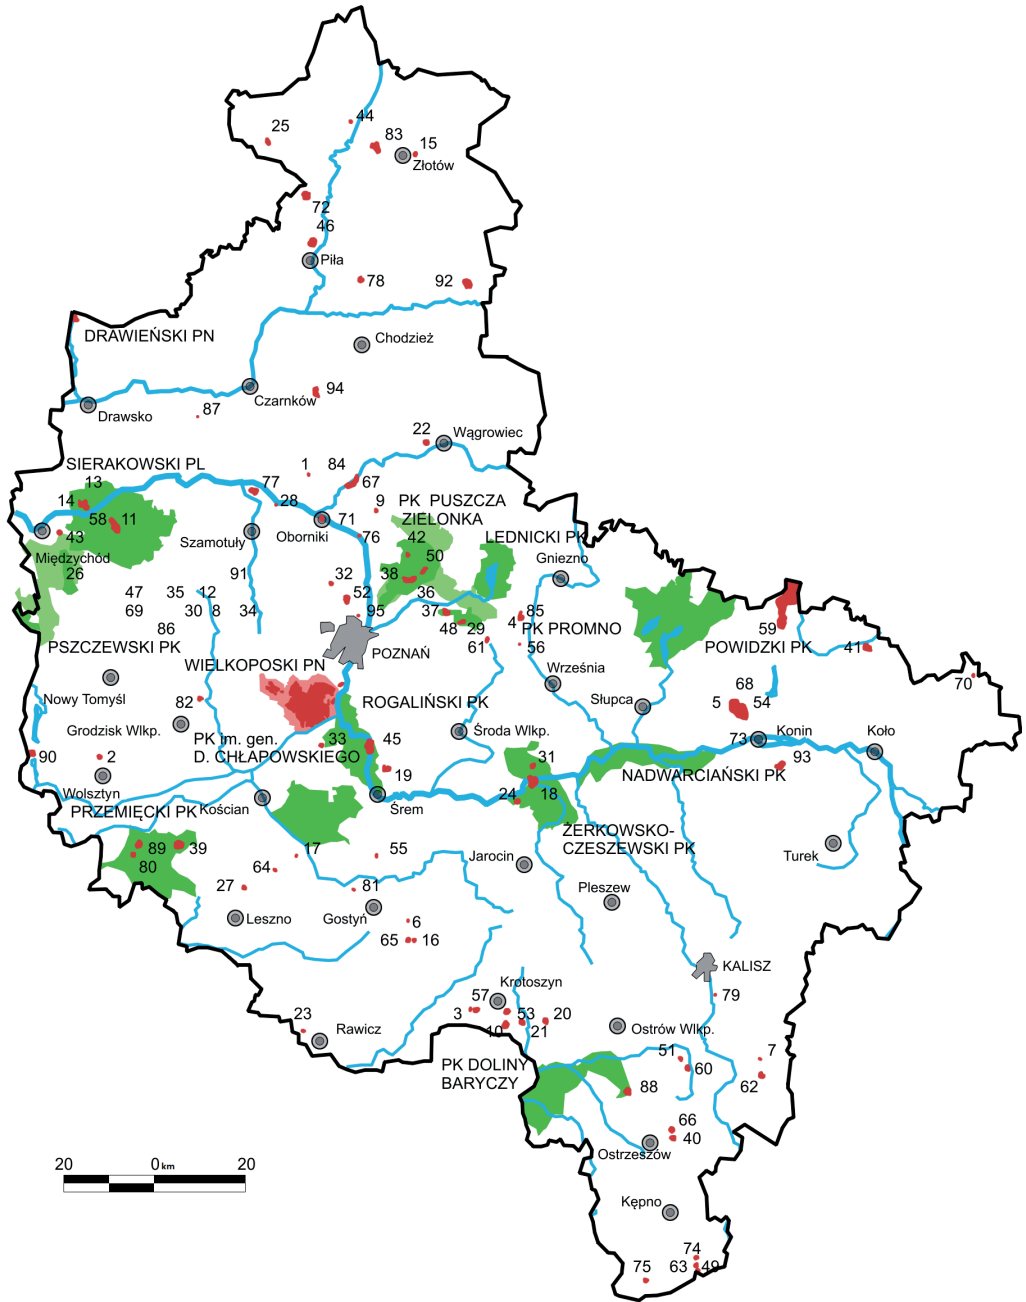 44
25
83
15
Złotów
72
46
Piła
78
92
DRAWIEŃSKI PN
Chodzież
94
Czarnków
87
Drawsko
22
Wągrowiec
SIERAKOWSKI PL
1
84
13
77
67
14
28
9
PK PUSZCZA
ZIELONKA
58
11
71
43
Szamotuły
Oborniki
76
42
LEDNICKI PK
Międzychód
50
Gniezno
26
91
32
38
47
35
12
52
36
69
30
8
34
95
37
85
86
48
29
4
PK PROMNO
59
PSZCZEWSKI PK
POZNAŃ
61
56
POWIDZKI PK
41
WIELKOPOSKI PN
Września
70
Nowy Tomyśl
82
ROGALIŃSKI PK
Słupca
68
5
54
Grodzisk Wlkp.
PK im. gen.
D. CHŁAPOWSKIEGO
33
45
Środa Wlkp.
73
Konin
Koło
90
2
31
93
19
NADWARCIAŃSKI PK
Wolsztyn
24
18
PRZEMIĘCKI PK
Kościan
Śrem
ŻERKOWSKO-
CZESZEWSKI PK
89
39
17
55
Jarocin
Turek
80
64
27
81
Pleszew
Leszno
Gostyń
6
65
16
KALISZ
Krotoszyn
57
79
3
53
20
23
Rawicz
10
21
Ostrów Wlkp.
51
7
PK DOLINY
BARYCZY
60
88
62
66
40
Ostrzeszów
20
0 km
20
Kępno
74
75
63
49